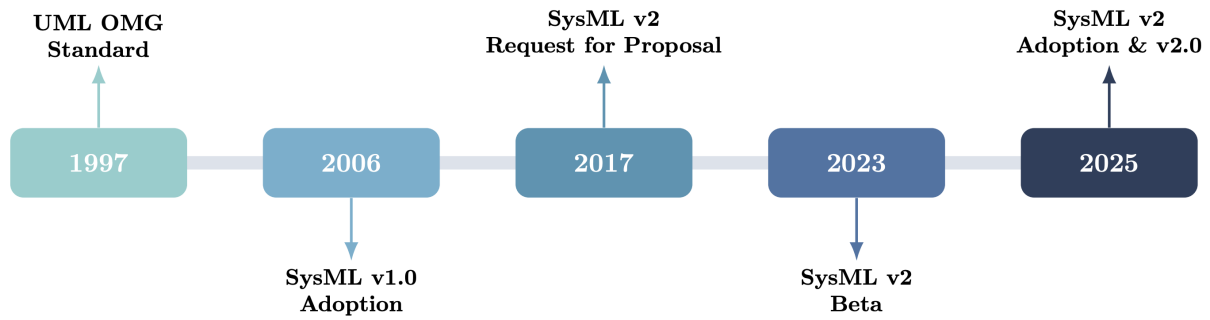 UML OMG
Standard
SysML v2
Request for Proposal
SysML v2
Adoption & v2.0
1997
2006
2017
2023
2025
SysML v1.0
Adoption
SysML v2
Beta